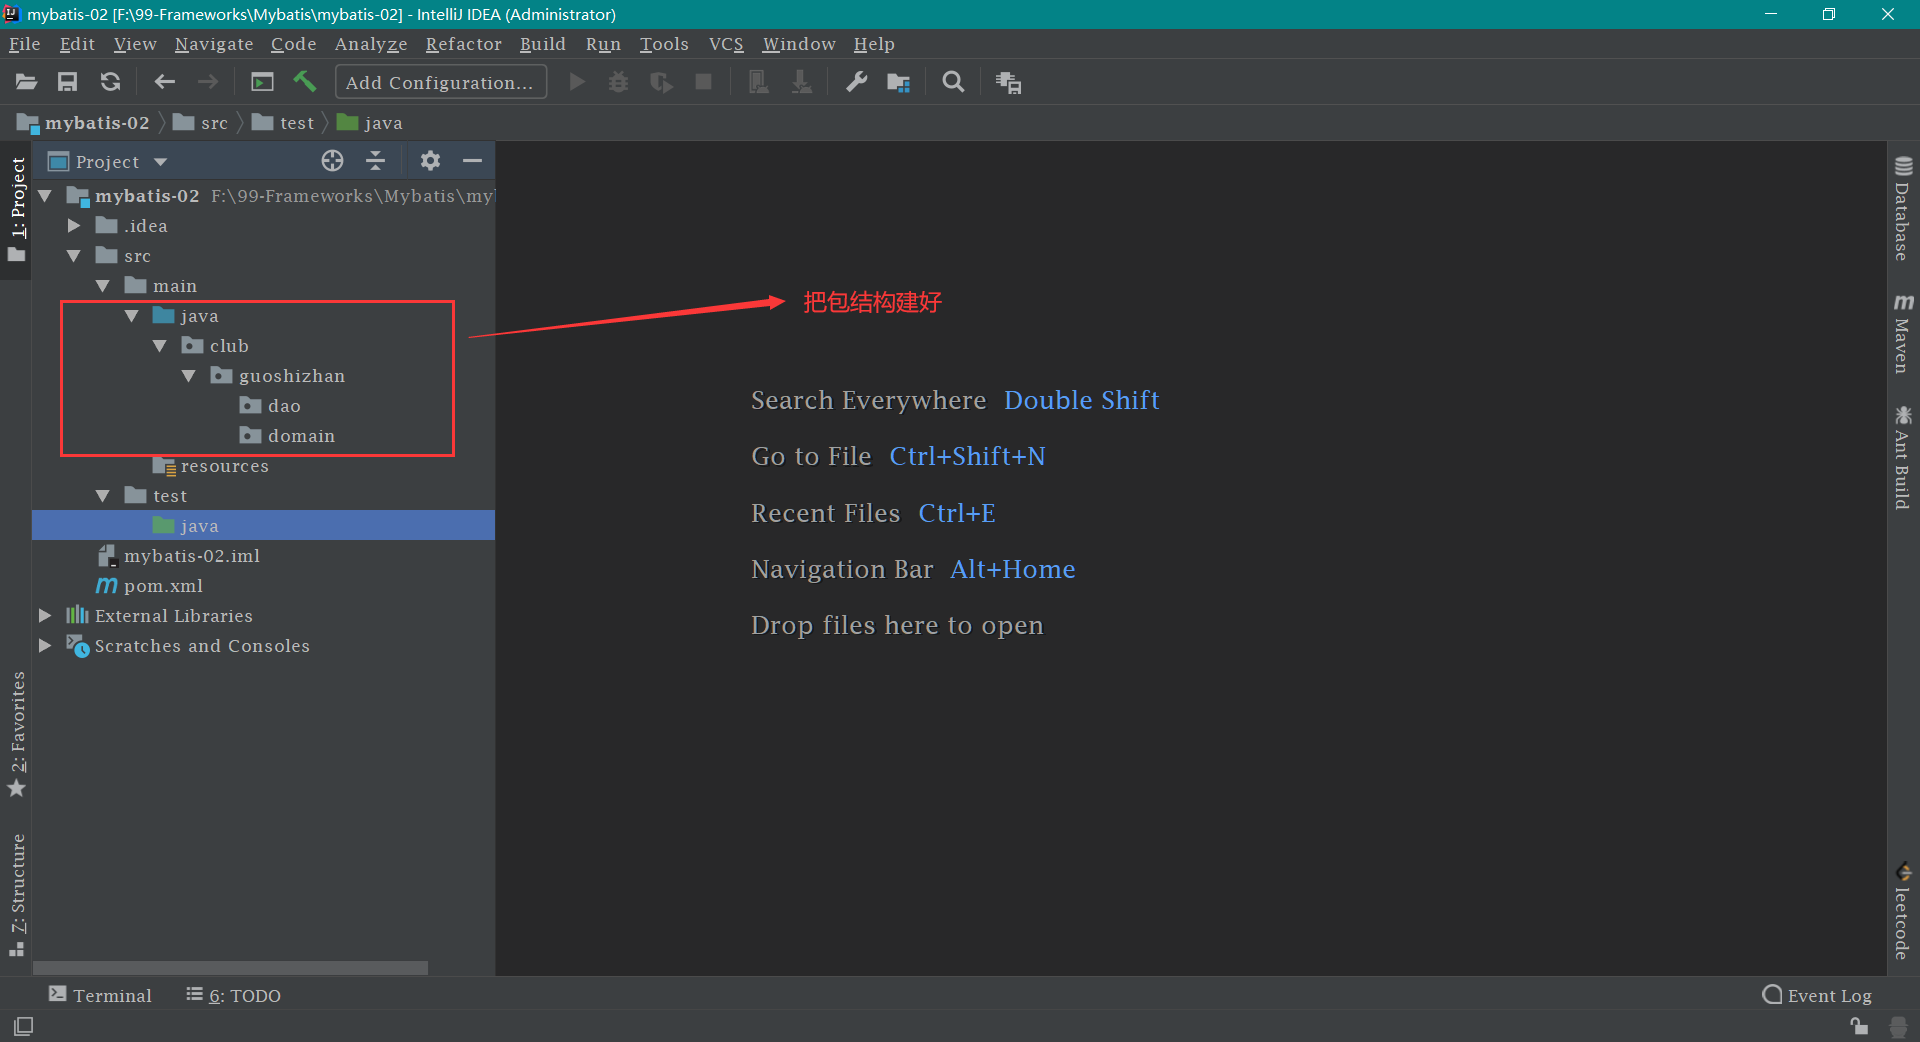 mybatis-02 [F:\99-Frameworks\Mybatis\mybatis-02] - IntelliJ IDEA (Administrator)
File Edit View Navigate Code Analyze Refactor Build Run Tools VCS Window Help
Add Configuration...
mybatis-02 src test java
1: Project
2: Favorites
Z: Structure
Project
mybatis-02 F:\99-Frameworks\Mybatis\my
.idea
src
main
java
club
guoshizhan
dao
domain
resources
test
java
mybatis-02.iml
pom.xml
External Libraries
Scratches and Consoles
把包结构建好
Search Everywhere Double Shift
Go to File Ctrl+Shift+N
Recent Files Ctrl+E
Navigation Bar Alt+Home
Drop files here to open
Database
Maven
Ant Build
leetcode
Terminal 6: TODO Event Log